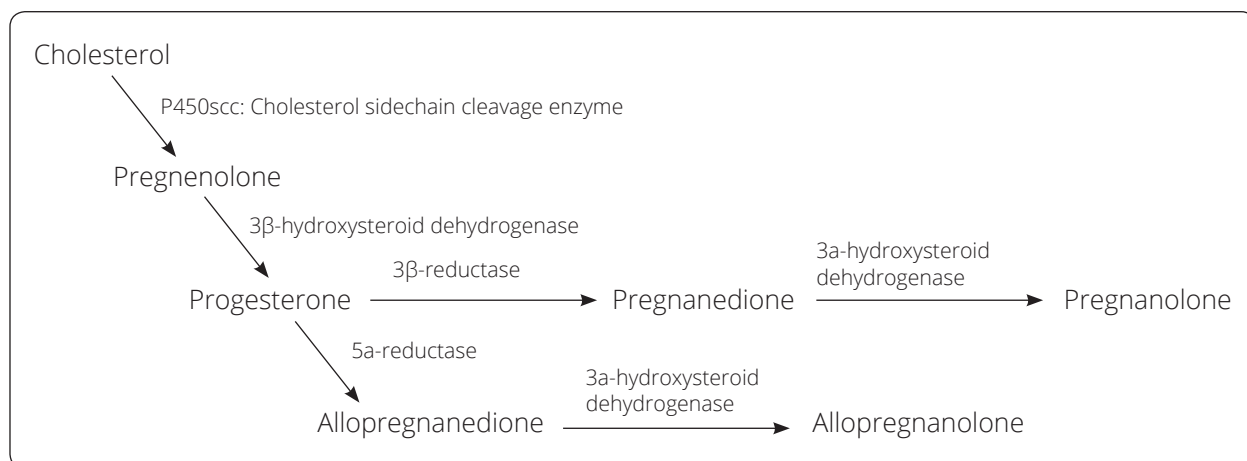 Cholesterol
P450scc: Cholesterol sidechain cleavage enzyme
Pregnenolone
3β-hydroxysteroid dehydrogenase
3β-reductase
3a-hydroxysteroid
dehydrogenase
Progesterone
Pregnanedione
Pregnanolone
5a-reductase
3a-hydroxysteroid
dehydrogenase
Allopregnanedione
Allopregnanolone